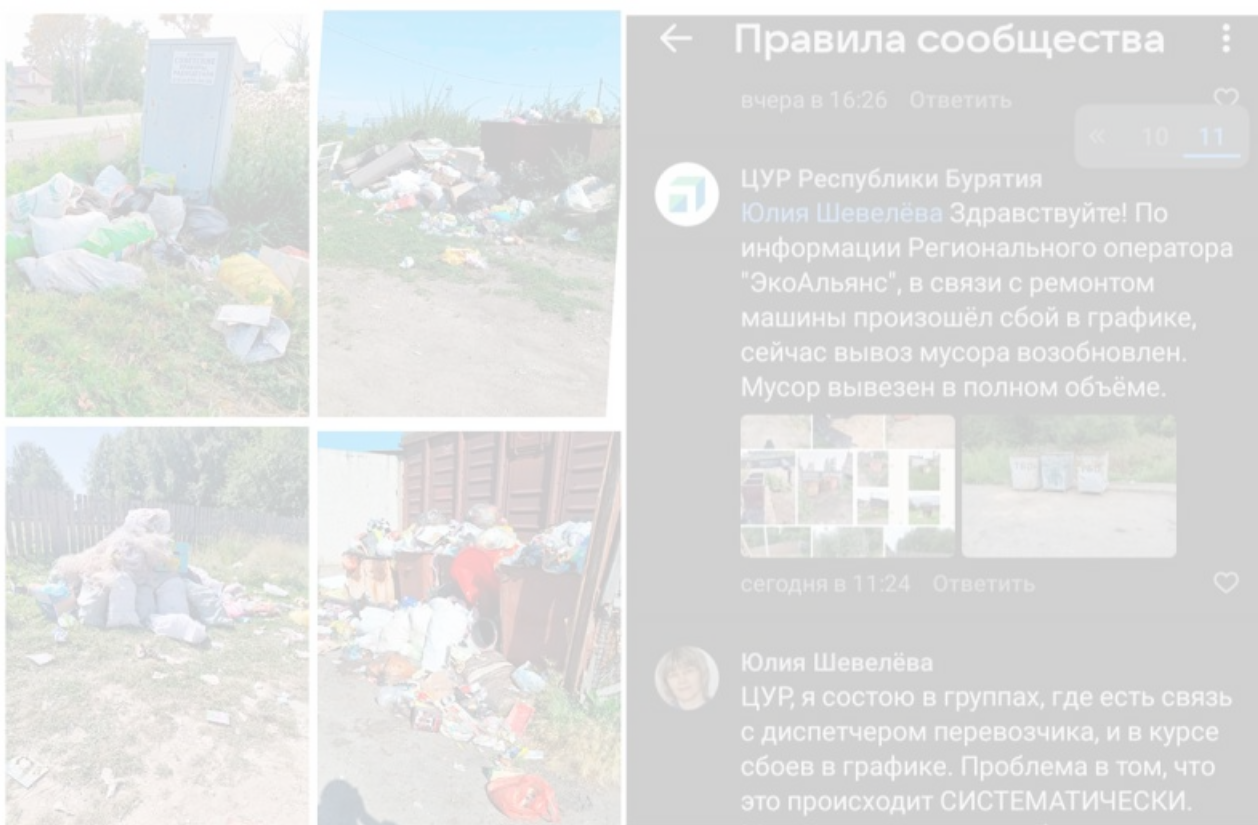 Правила сообщества
вчера в 16:26 Ответить
« 10 11
ЦУР Республики Бурятия
Юлия Шевелёва Здравствуйте! По
информации Регионального оператора
"ЭкоАльянс", в связи с ремонтом
машины произошёл сбой в графике,
сейчас вывоз мусора возобновлен.
Мусор вывезен в полном объёме.
сегодня в 11:24 Ответить
Юлия Шевелёва
ЦУР, я состою в группах, где есть связь
с диспетчером перевозчика, и в курсе
сбоев в графике. Проблема в том, что
это происходит СИСТЕМАТИЧЕСКИ.